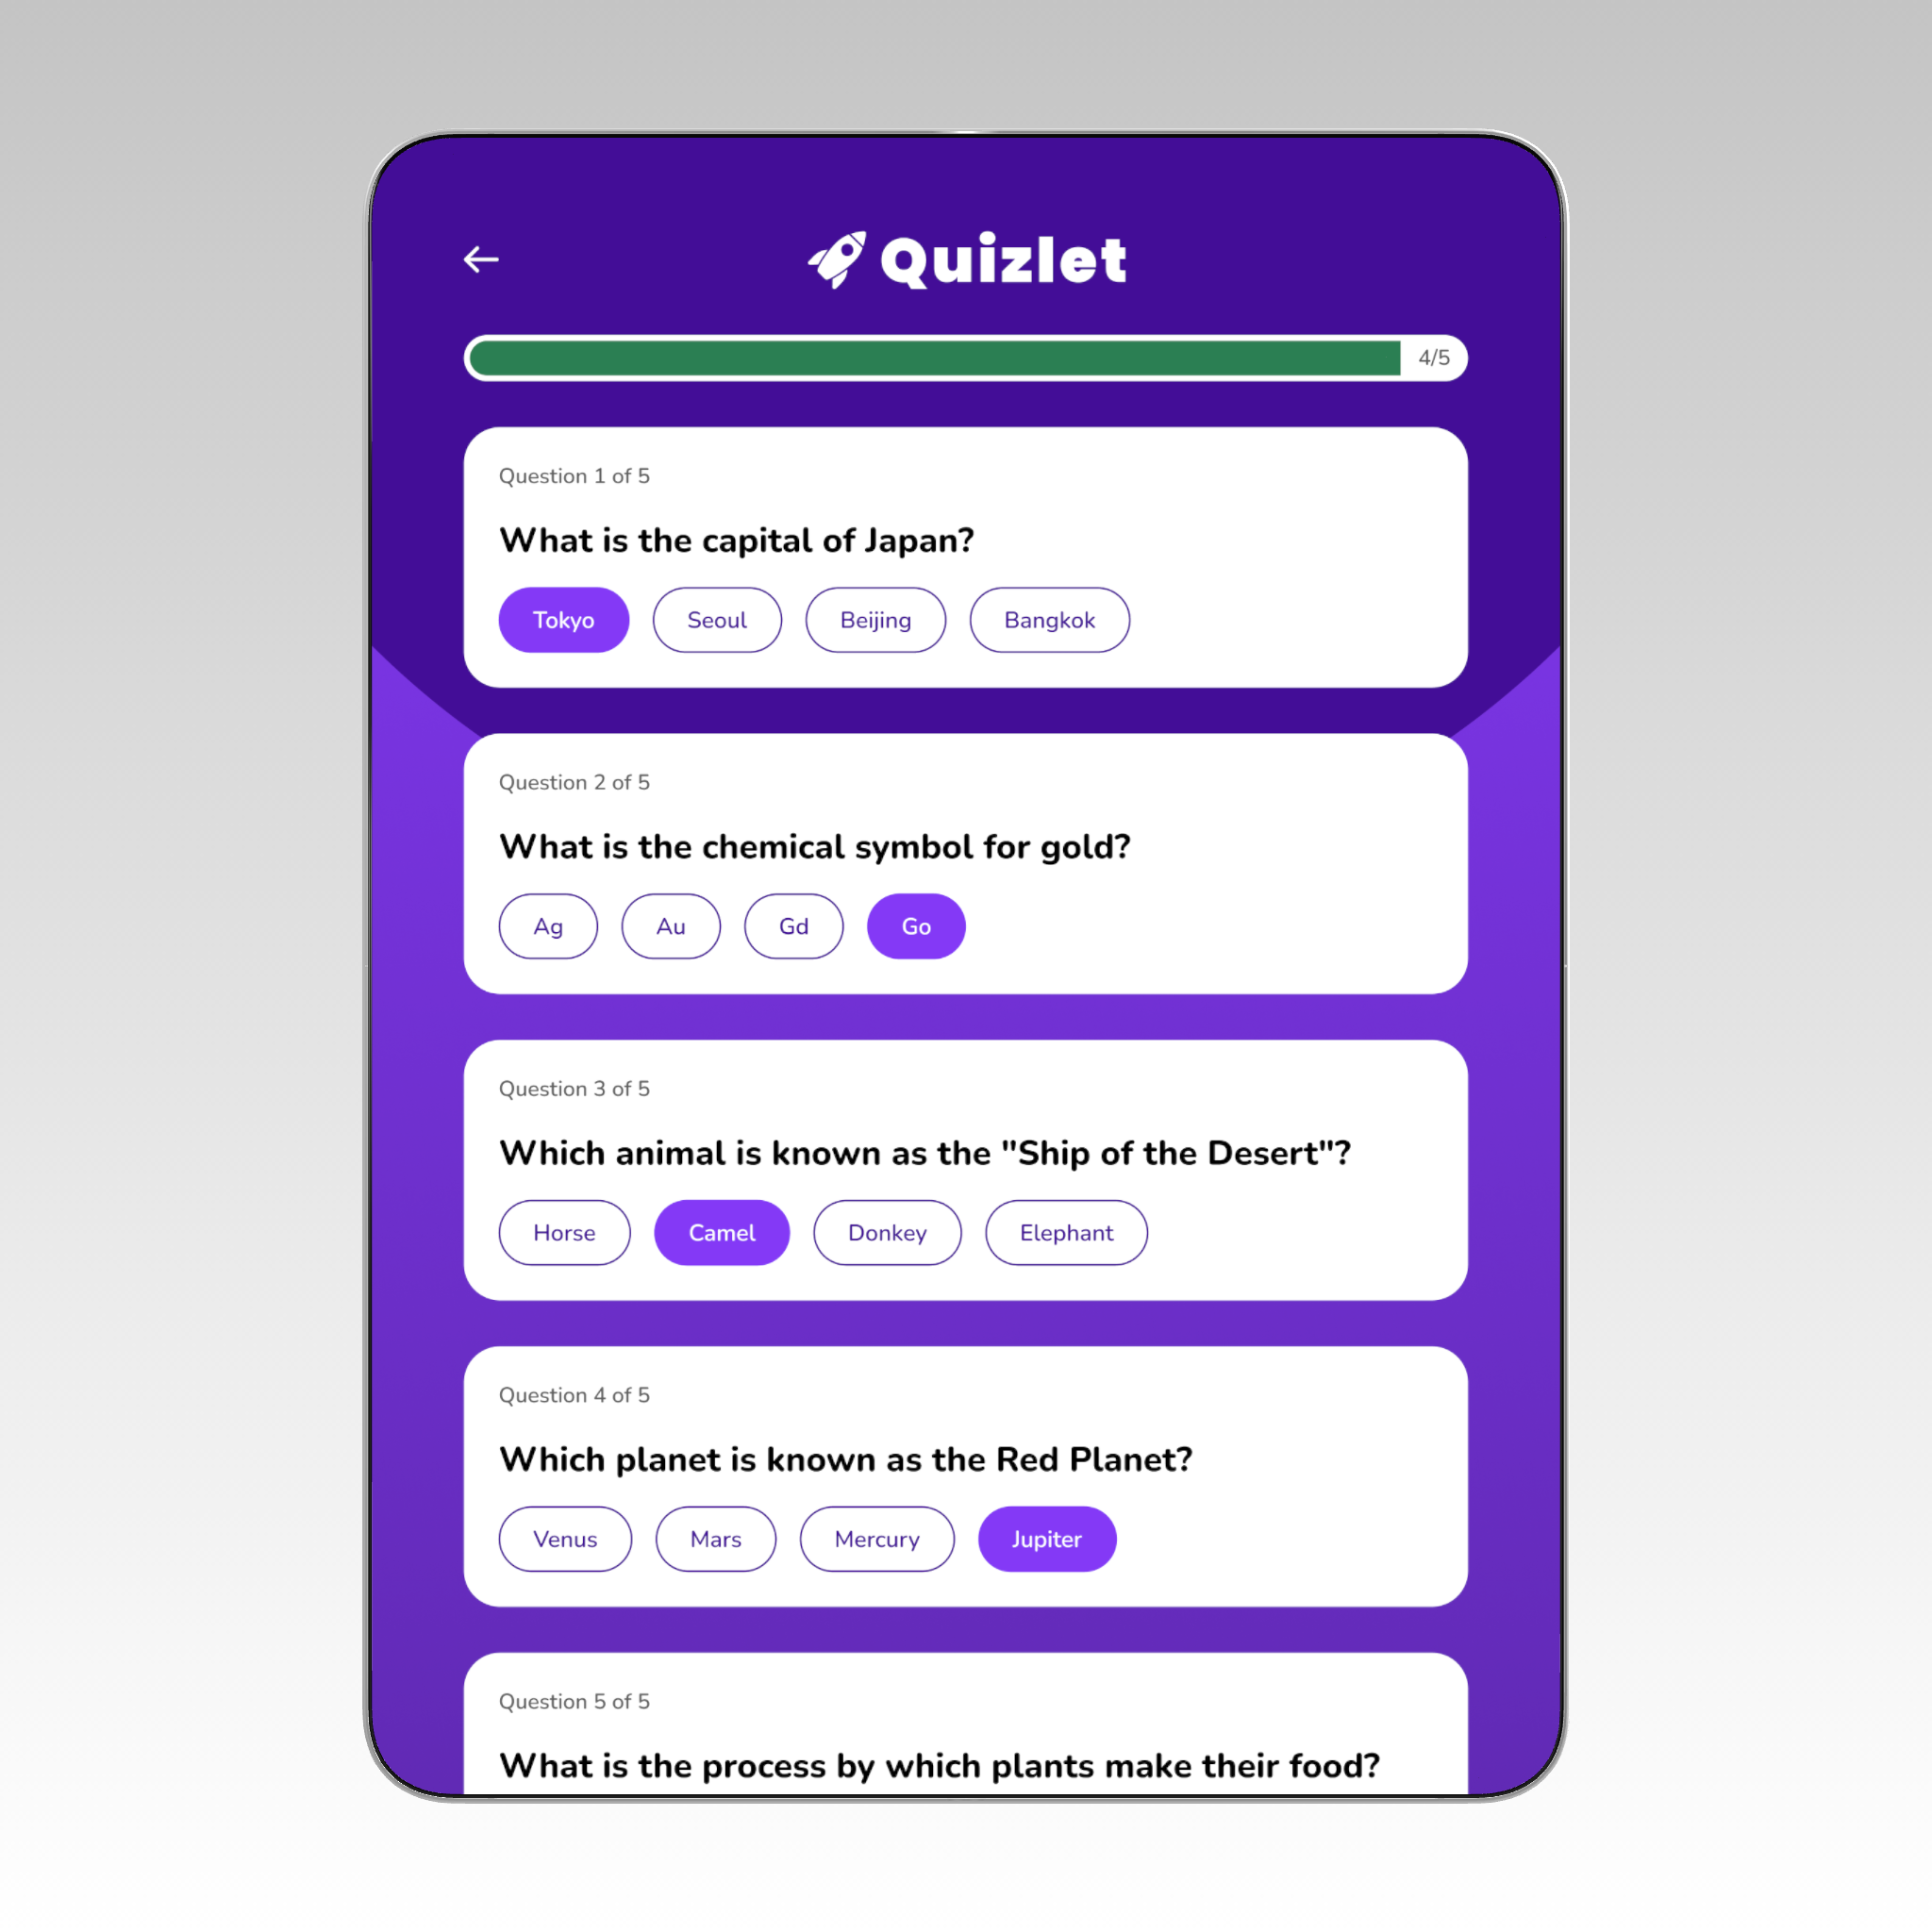 Quizlet
4/5
Question 1 of 5
What is the capital of Japan?
Tokyo Seoul Beijing Bangkok
Question 2 of 5
What is the chemical symbol for gold?
Ag Au Gd Go
Question 3 of 5
Which animal is known as the "Ship of the Desert"?
Horse Camel Donkey Elephant
Question 4 of 5
Which planet is known as the Red Planet?
Venus Mars Mercury Jupiter
Question 5 of 5
What is the process by which plants make their food?